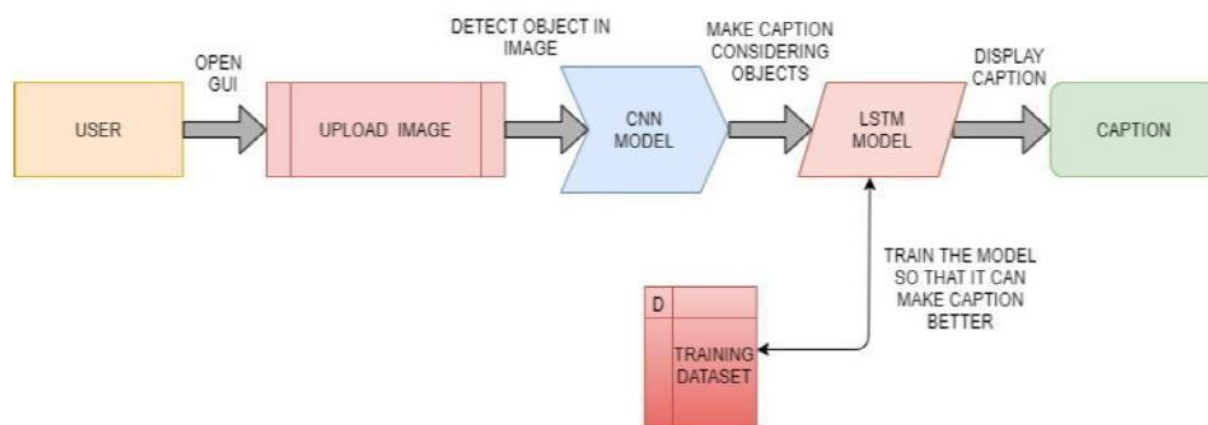 OPEN
GUI
DETECT OBJECT IN
IMAGE
MAKE CAPTION
CONSIDERING
OBJECTS
DISPLAY
CAPTION
USER
UPLOAD IMAGE
CNN
MODEL
LSTM
MODEL
CAPTION
TRAIN THE MODEL
SO THAT IT CAN
MAKE CAPTION
BETTER
D
TRAINING
DATASET